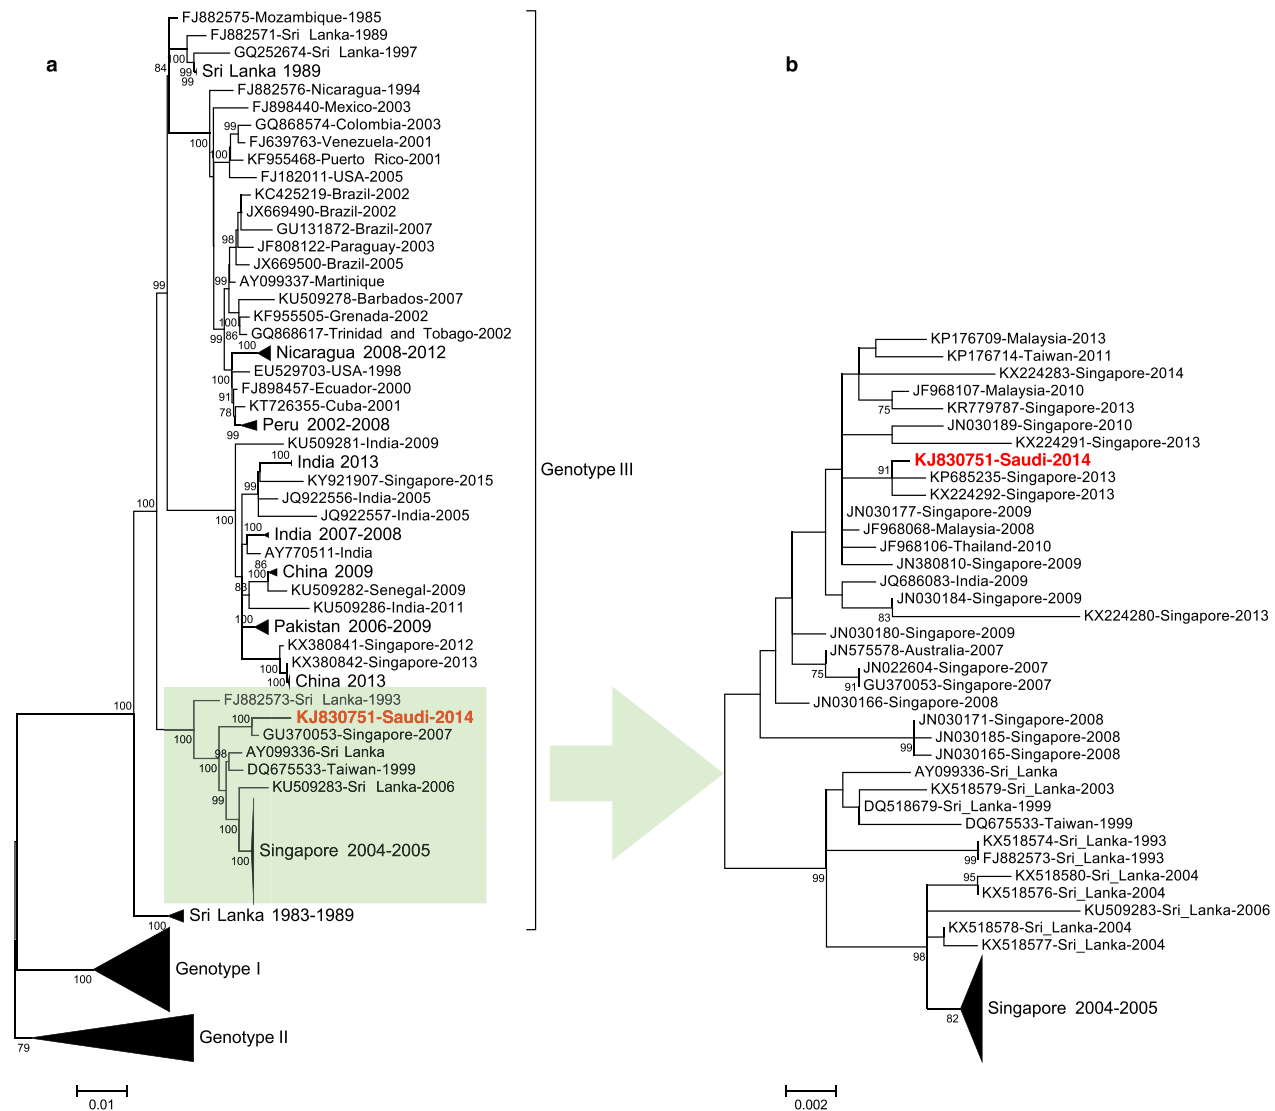 a
FJ882575-Mozambique-1985
FJ882571-Sri Lanka-1989
GQ252674-Sri Lanka-1997
100
84
99
Sri Lanka 1989
99
FJ882576-Nicaragua-1994
FJ898440-Mexico-2003
GQ868574-Colombia-2003
99
FJ639763-Venezuela-2001
100
100
KF955468-Puerto Rico-2001
FJ182011-USA-2005
KC425219-Brazil-2002
JX669490-Brazil-2002
GU131872-Brazil-2007
98
JF808122-Paraguay-2003
JX669500-Brazil-2005
99
99
AY099337-Martinique
KU509278-Barbados-2007
KF955505-Grenada-2002
100
86
99
GQ868617-Trinidad and Tobago-2002
100
Nicaragua 2008-2012
EU529703-USA-1998
100
FJ898457-Ecuador-2000
91
KT726355-Cuba-2001
78
Peru 2002-2008
99
KU509281-India-2009
India 2013
Genotype III
KY921907-Singapore-2015
99
JQ922556-India-2005
100
JQ922557-India-2005
100
100
India 2007-2008
AY770511-India
86
100
China 2009
83
KU509282-Senegal-2009
KU509286-India-2011
100
Pakistan 2006-2009
KX380841-Singapore-2012
KX380842-Singapore-2013
100
100
China 2013
FJ882573-Sri Lanka-1993
100
100
KJ830751-Saudi-2014
100
GU370053-Singapore-2007
98
AY099336-Sri Lanka
100
DQ675533-Taiwan-1999
KU509283-Sri Lanka-2006
99
100
100
Singapore 2004-2005
Sri Lanka 1983-1989
100
Genotype I
100
Genotype II
79
0.01
b
KP176709-Malaysia-2013
KP176714-Taiwan-2011
KX224283-Singapore-2014
JF968107-Malaysia-2010
75
KR779787-Singapore-2013
JN030189-Singapore-2010
KX224291-Singapore-2013
KJ830751-Saudi-2014
91
KP685235-Singapore-2013
KX224292-Singapore-2013
JN030177-Singapore-2009
JF968068-Malaysia-2008
JF968106-Thailand-2010
JN380810-Singapore-2009
JQ686083-India-2009
JN030184-Singapore-2009
83
KX224280-Singapore-2013
JN030180-Singapore-2009
JN575578-Australia-2007
75
JN022604-Singapore-2007
91
GU370053-Singapore-2007
JN030166-Singapore-2008
JN030171-Singapore-2008
JN030185-Singapore-2008
99
JN030165-Singapore-2008
AY099336-Sri_Lanka
KX518579-Sri_Lanka-2003
DQ518679-Sri_Lanka-1999
DQ675533-Taiwan-1999
KX518574-Sri_Lanka-1993
99
FJ882573-Sri_Lanka-1993
99
95
KX518580-Sri_Lanka-2004
KX518576-Sri_Lanka-2004
KU509283-Sri_Lanka-2006
KX518578-Sri_Lanka-2004
KX518577-Sri_Lanka-2004
98
Singapore 2004-2005
82
0.002